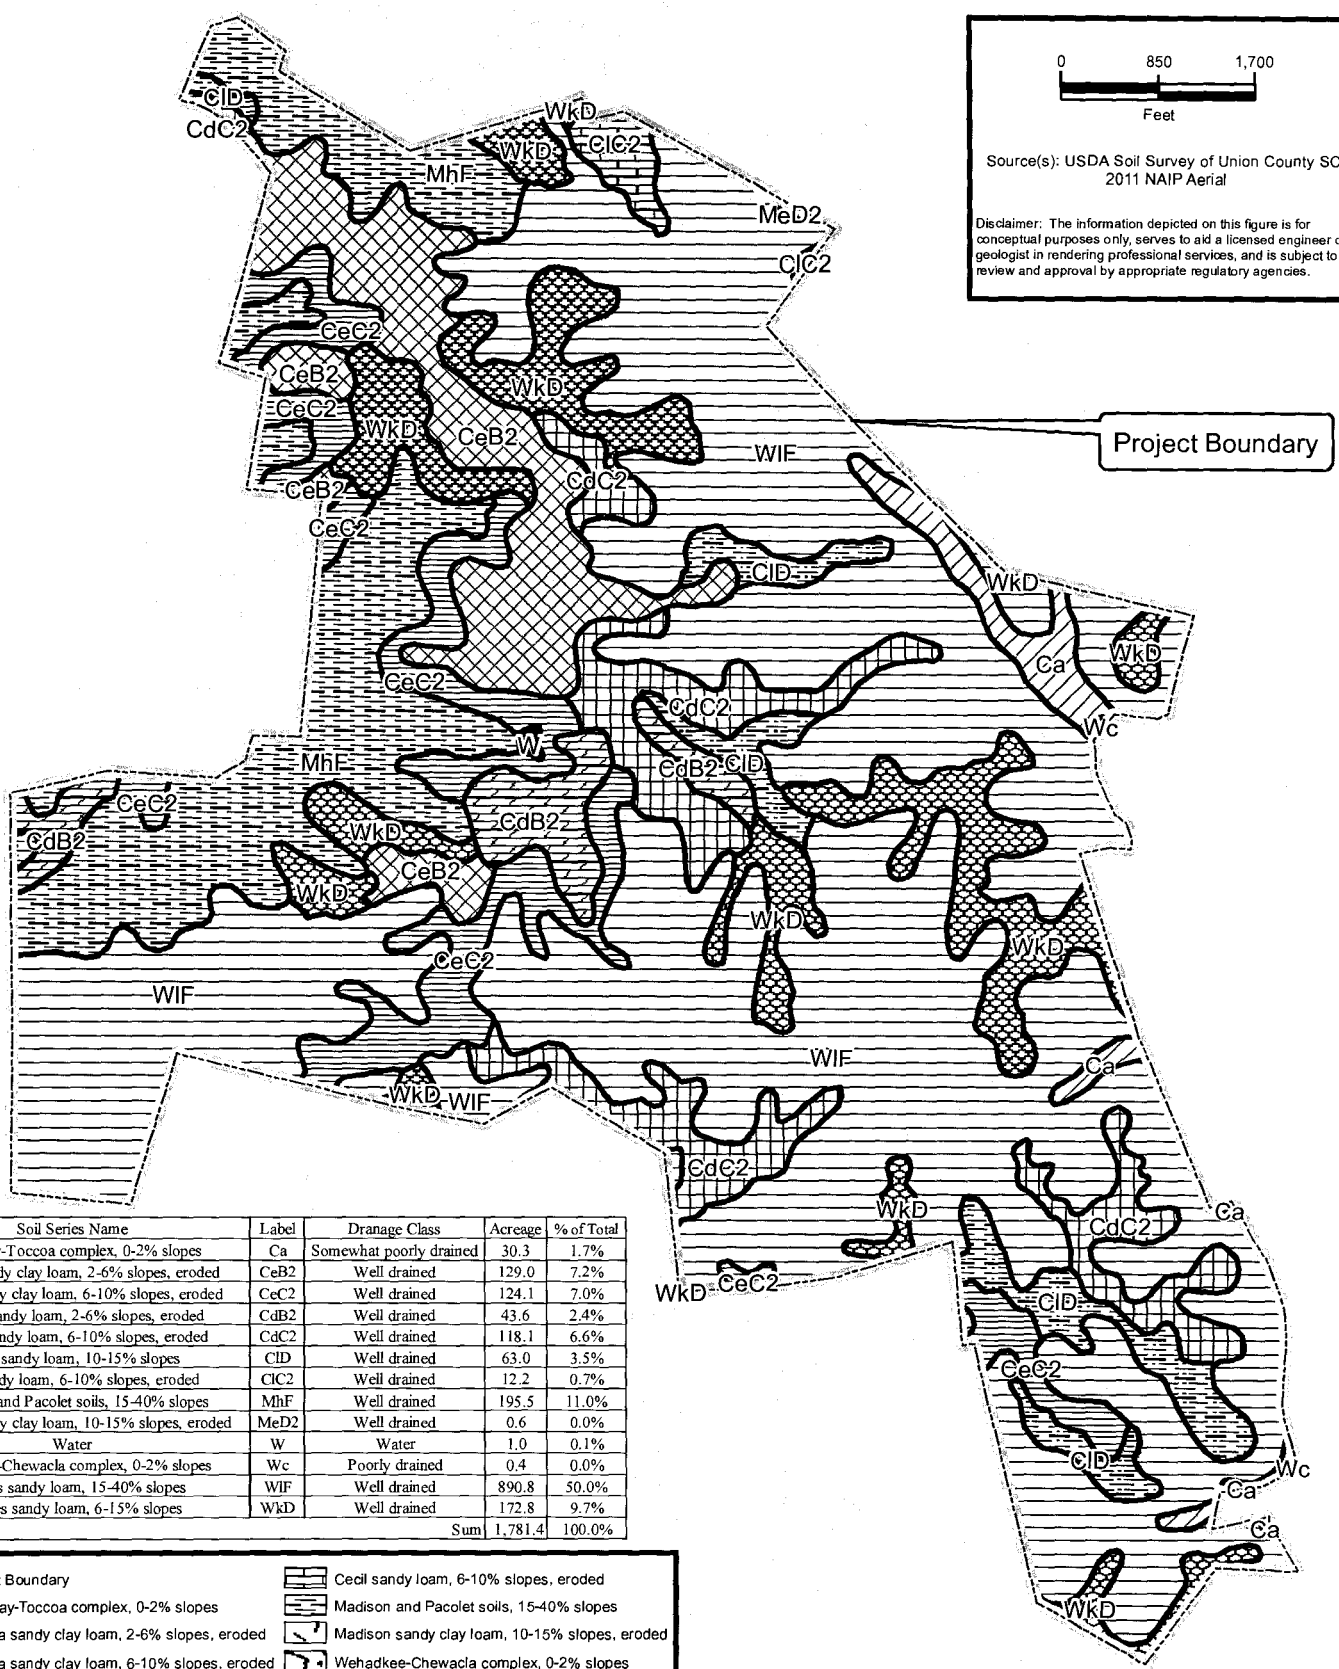 0 850 1,700
Feet
Source(s): USDA Soil Survey of Union County SC
2011 NAIP Aerial
Disclaimer: The information depicted on this figure is for
conceptual purposes only, serves to aid a licensed engineer
geologist in rendering professional services, and is subject to
review and approval by appropriate regulatory agencies.
ClD
CdC2
WkD
WkD
ClC2
MhF
MeD2
ClC2
CeC2
CeB2
WkD
CeC2
WkD
CeB2
Project Boundary
WlF
CdC2
CeB2
CeC2
ClD
WkD
WkD
Ca
CeC2
CdC2
Wc
W
MhF
CdB2
ClD
CeC2
CdB2
WkD
CdB2
CeB2
WkD
WkD
WkD
CeC2
WlF
WlF
Ca
WkD
WlF
CdC2
WkD
Ca
CdC2
WkD
CeC2
ClD
CeC2
ClD
Wc
Ca
Ca
WkD
Soil Series Name Label Dranage Class Acreage % of Total
-Toccoa complex, 0-2% slopes Ca Somewhat poorly drained 30.3 1.7%
dy clay loam, 2-6% slopes, eroded CeB2 Well drained 129.0 7.2%
y clay loam, 6-10% slopes, eroded CeC2 Well drained 124.1 7.0%
andy loam, 2-6% slopes, eroded CdB2 Well drained 43.6 2.4%
ndy loam, 6-10% slopes, eroded CdC2 Well drained 118.1 6.6%
sandy loam, 10-15% slopes ClD Well drained 63.0 3.5%
dy loam, 6-10% slopes, eroded ClC2 Well drained 12.2 0.7%
and Pacolet soils, 15-40% slopes MhF Well drained 195.5 11.0%
y clay loam, 10-15% slopes, eroded MeD2 Well drained 0.6 0.0%
Water W Water 1.0 0.1%
-Chewacla complex, 0-2% slopes Wc Poorly drained 0.4 0.0%
s sandy loam, 15-40% slopes WlF Well drained 890.8 50.0%
es sandy loam, 6-15% slopes WkD Well drained 172.8 9.7%
Sum 1,781.4 100.0%
Boundary Cecil sandy loam, 6-10% slopes, eroded
ay-Toccoa complex, 0-2% slopes Madison and Pacolet soils, 15-40% slopes
a sandy clay loam, 2-6% slopes, eroded Madison sandy clay loam, 10-15% slopes, eroded
a sandy clay loam, 6-10% slopes, eroded Wehadkee-Chewacla complex, 0-2% slopes